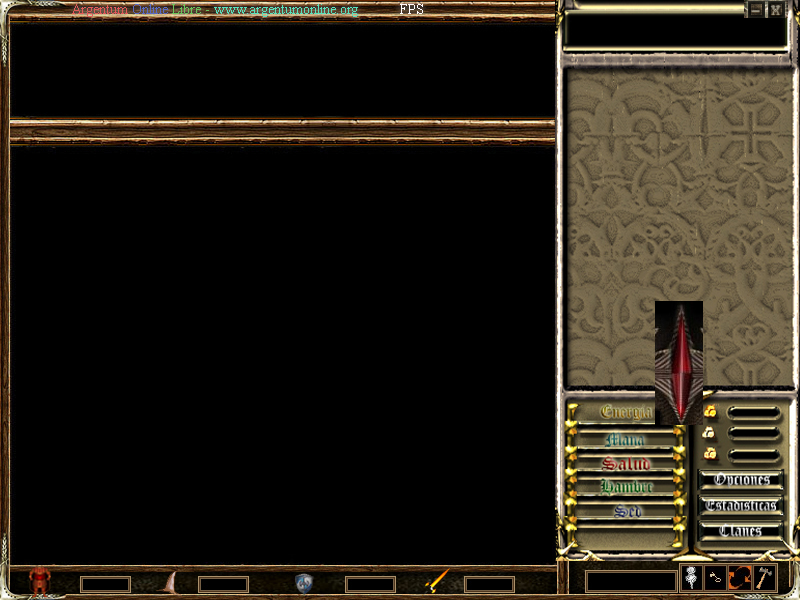 Argentum Online Libre - www.argentumonline.org FPS
Energia
Mana
Salud
Hambre
Sed
Opciones
Estadisticas
Clanes